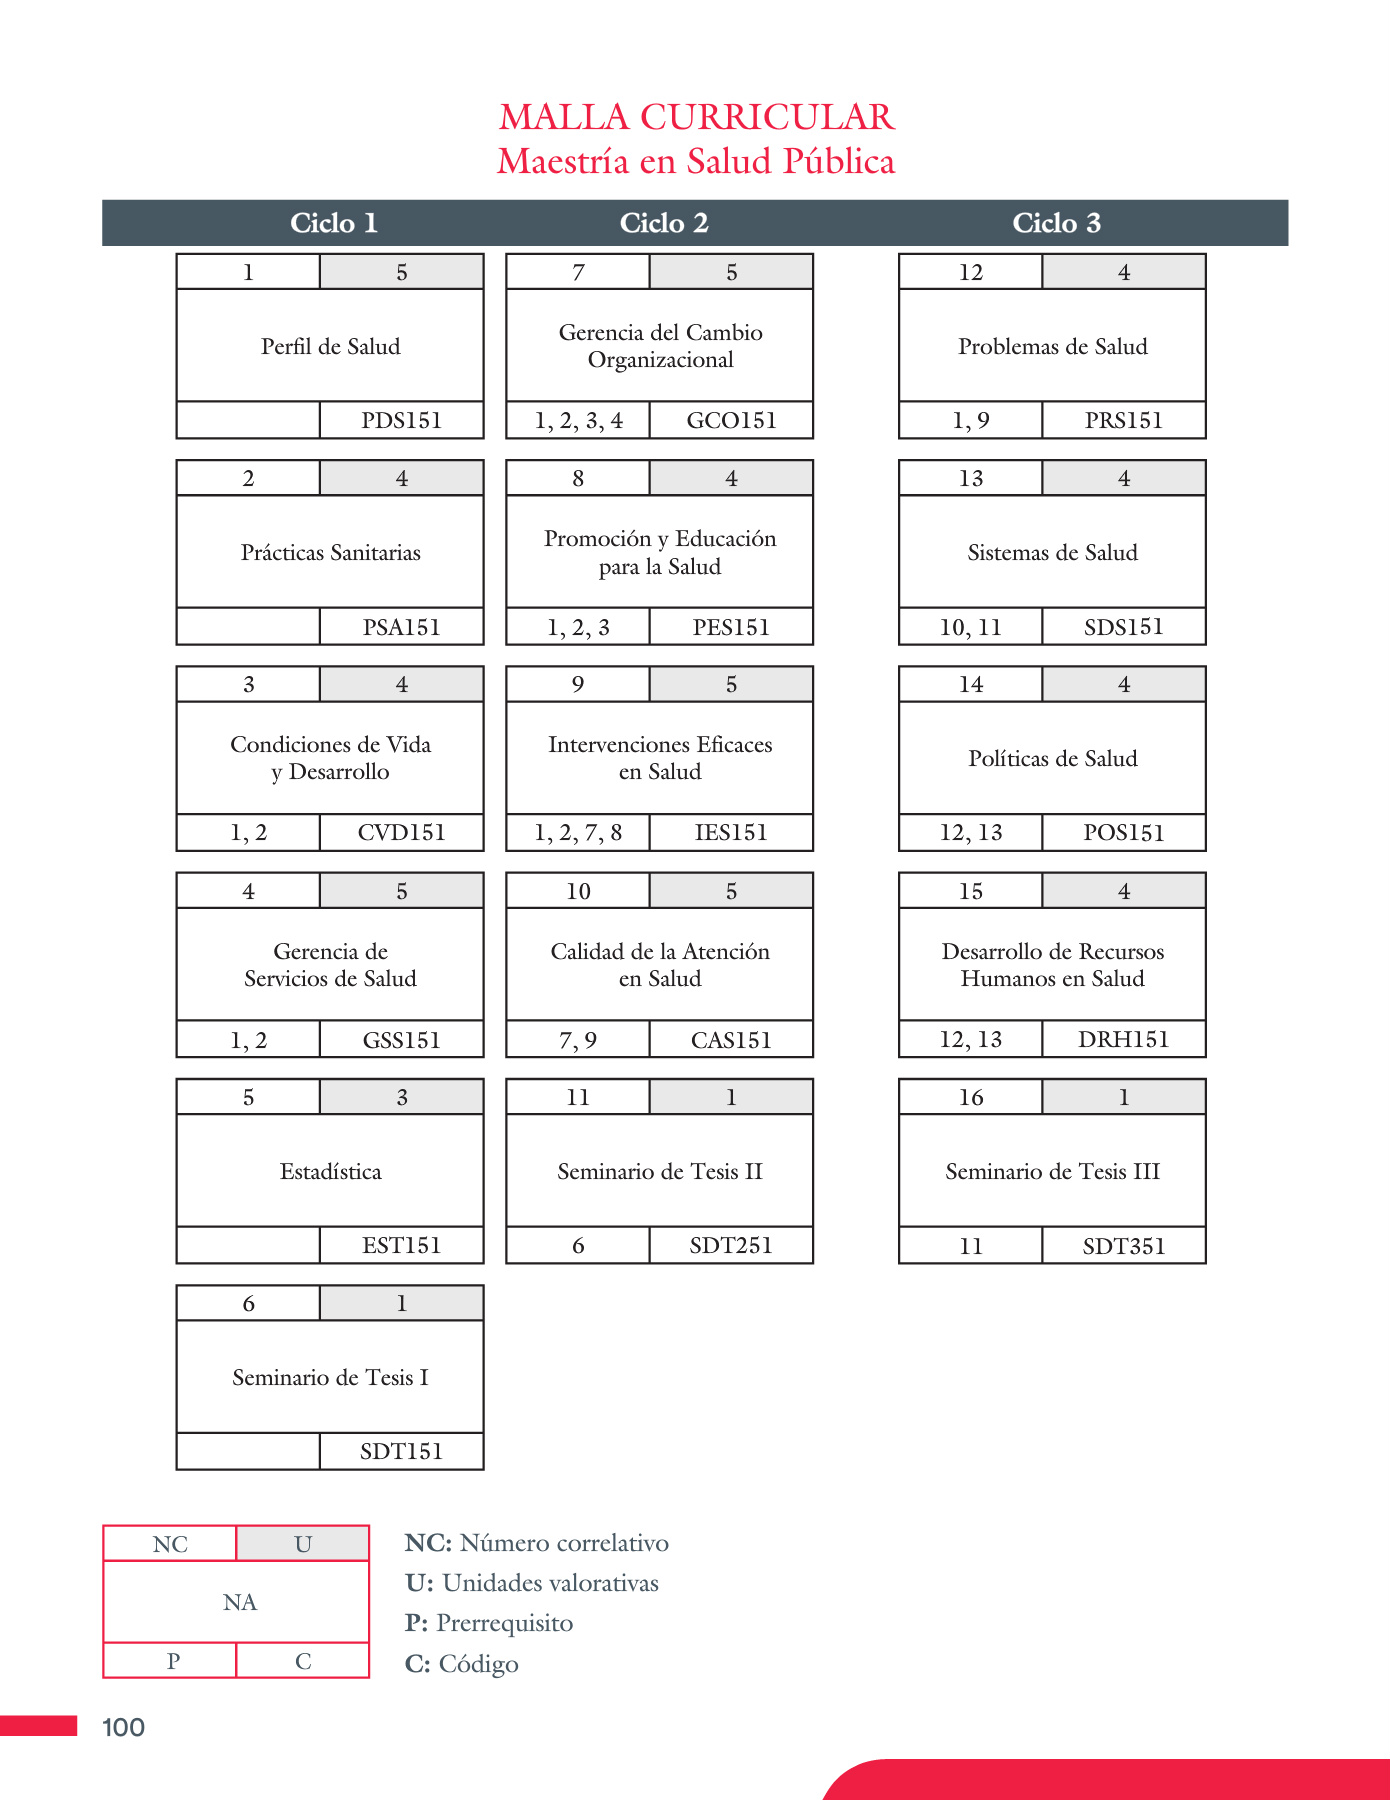 MALLA CURRICULAR
Maestría en Salud Pública
Ciclo 1
Ciclo 2
Ciclo 3
1 5
Perfil de Salud
PDS151
2 4
Prácticas Sanitarias
PSA151
3 4
Condiciones de Vida
y Desarrollo
1, 2 CVD151
4 5
Gerencia de
Servicios de Salud
1, 2 GSS151
5 3
Estadística
EST151
6 1
Seminario de Tesis I
SDT151
7 5
Gerencia del Cambio
Organizacional
1, 2, 3, 4 GCO151
8 4
Promoción y Educación
para la Salud
1, 2, 3 PES151
9 5
Intervenciones Eficaces
en Salud
1, 2, 7, 8 IES151
10 5
Calidad de la Atención
en Salud
7, 9 CAS151
11 1
Seminario de Tesis II
6 SDT251
12 4
Problemas de Salud
1, 9 PRS151
13 4
Sistemas de Salud
10, 11 SDS151
14 4
Políticas de Salud
12, 13 POS151
15 4
Desarrollo de Recursos
Humanos en Salud
12, 13 DRH151
16 1
Seminario de Tesis III
11 SDT351
NC U
NA
P C
NC: Número correlativo
U: Unidades valorativas
P: Prerrequisito
C: Código
100